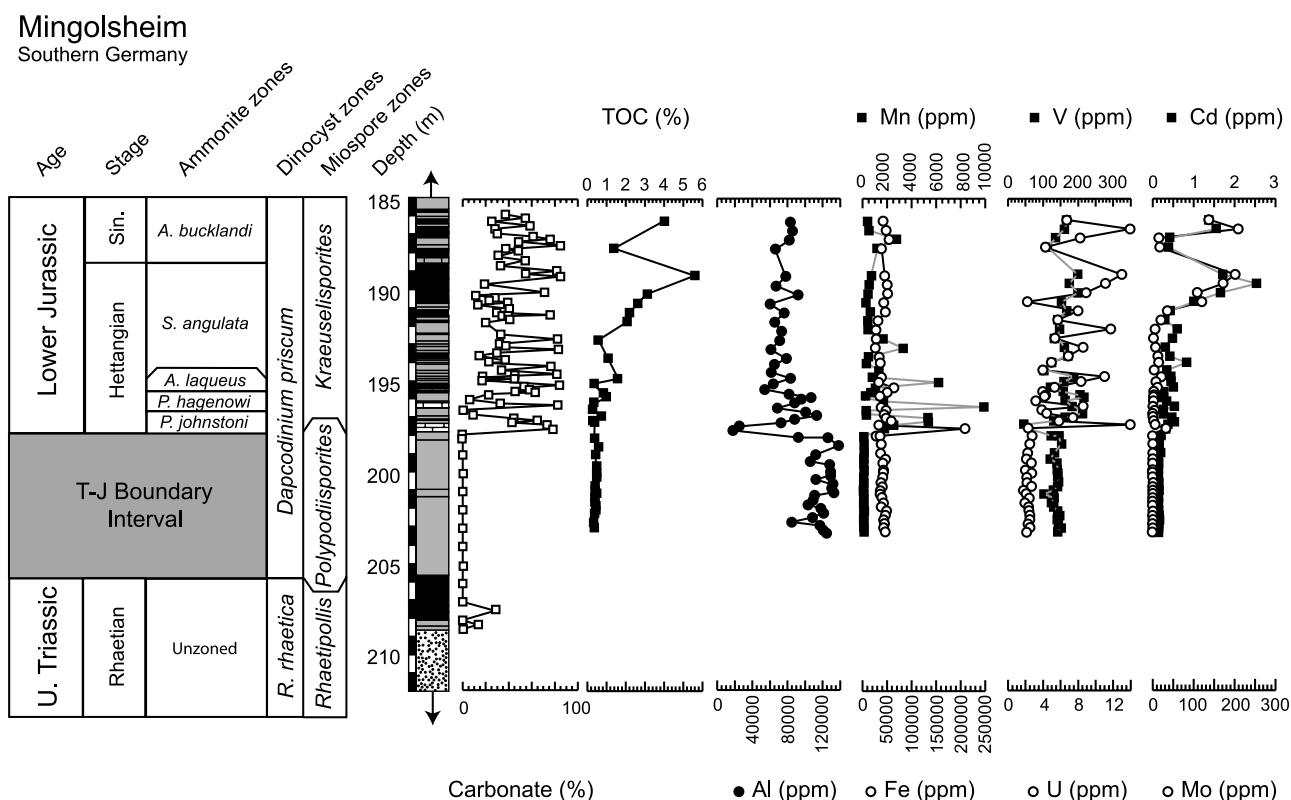 Mingolsheim
Southern Germany
Age
Stage
Ammonite zones
Dinocyst zones
Miospore zones
Depth (m)
TOC (%)
Mn (ppm)
V (ppm)
Cd (ppm)
0 1 2 3 4 5 6
0 2000 4000 6000 8000 10000
0 100 200 300
0 1 2 3
185
190
195
200
205
210
Lower Jurassic
U. Triassic
Sin.
Hettangian
Rhaetian
A. bucklandi
S. angulata
A. laqueus
P. hagenowi
P. johnstoni
T-J Boundary
Interval
Unzoned
Dapcodinium priscum
R. rhaetica
Kraeuselisporites
Polypodiisporites
Rhaetipollis
0 100
0 40000 80000 120000
0 50000 100000 150000 200000 250000
0 4 8 12
0 100 200 300
Carbonate (%)
Al (ppm)
Fe (ppm)
U (ppm)
Mo (ppm)